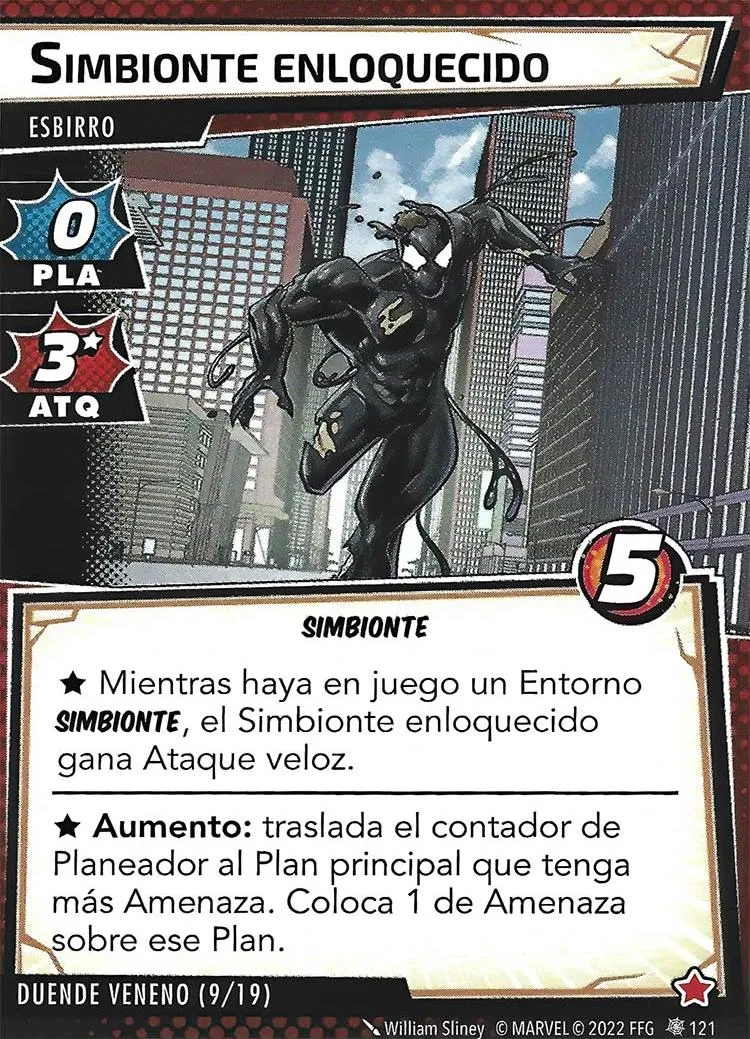 SIMBIONTE ENLOQUECIDO
ESBIRRO
0
PLA
3★
ATQ
5
SIMBIONTE
★ Mientras haya en juego un Entorno
SIMBIONTE, el Simbionte enloquecido
gana Ataque veloz.
★ Aumento: traslada el contador de
Planeador al Plan principal que tenga
más Amenaza. Coloca 1 de Amenaza
sobre ese Plan.
DUENDE VENENO (9/19)
William Sliney © MARVEL © 2022 FFG 121